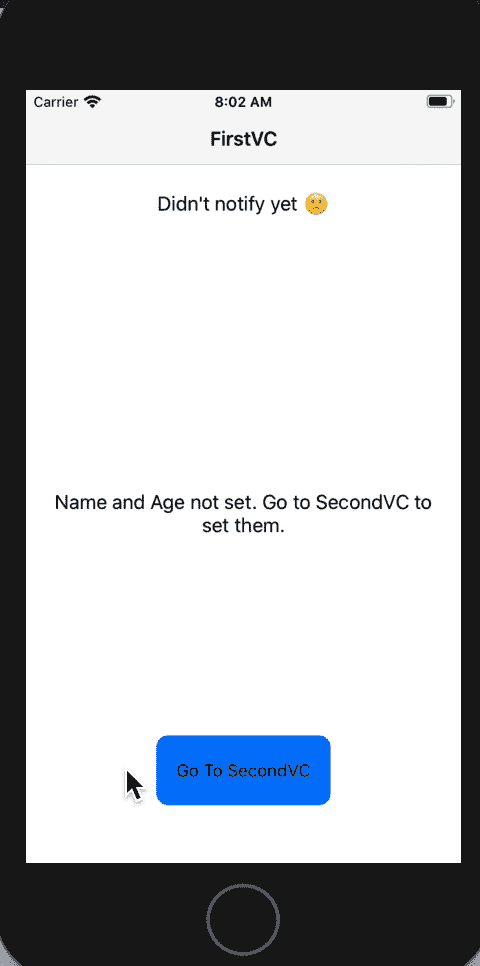 Carrier 8:02 AM
FirstVC
Didn't notify yet 🥺
Name and Age not set. Go to SecondVC to
set them.
Go To SecondVC